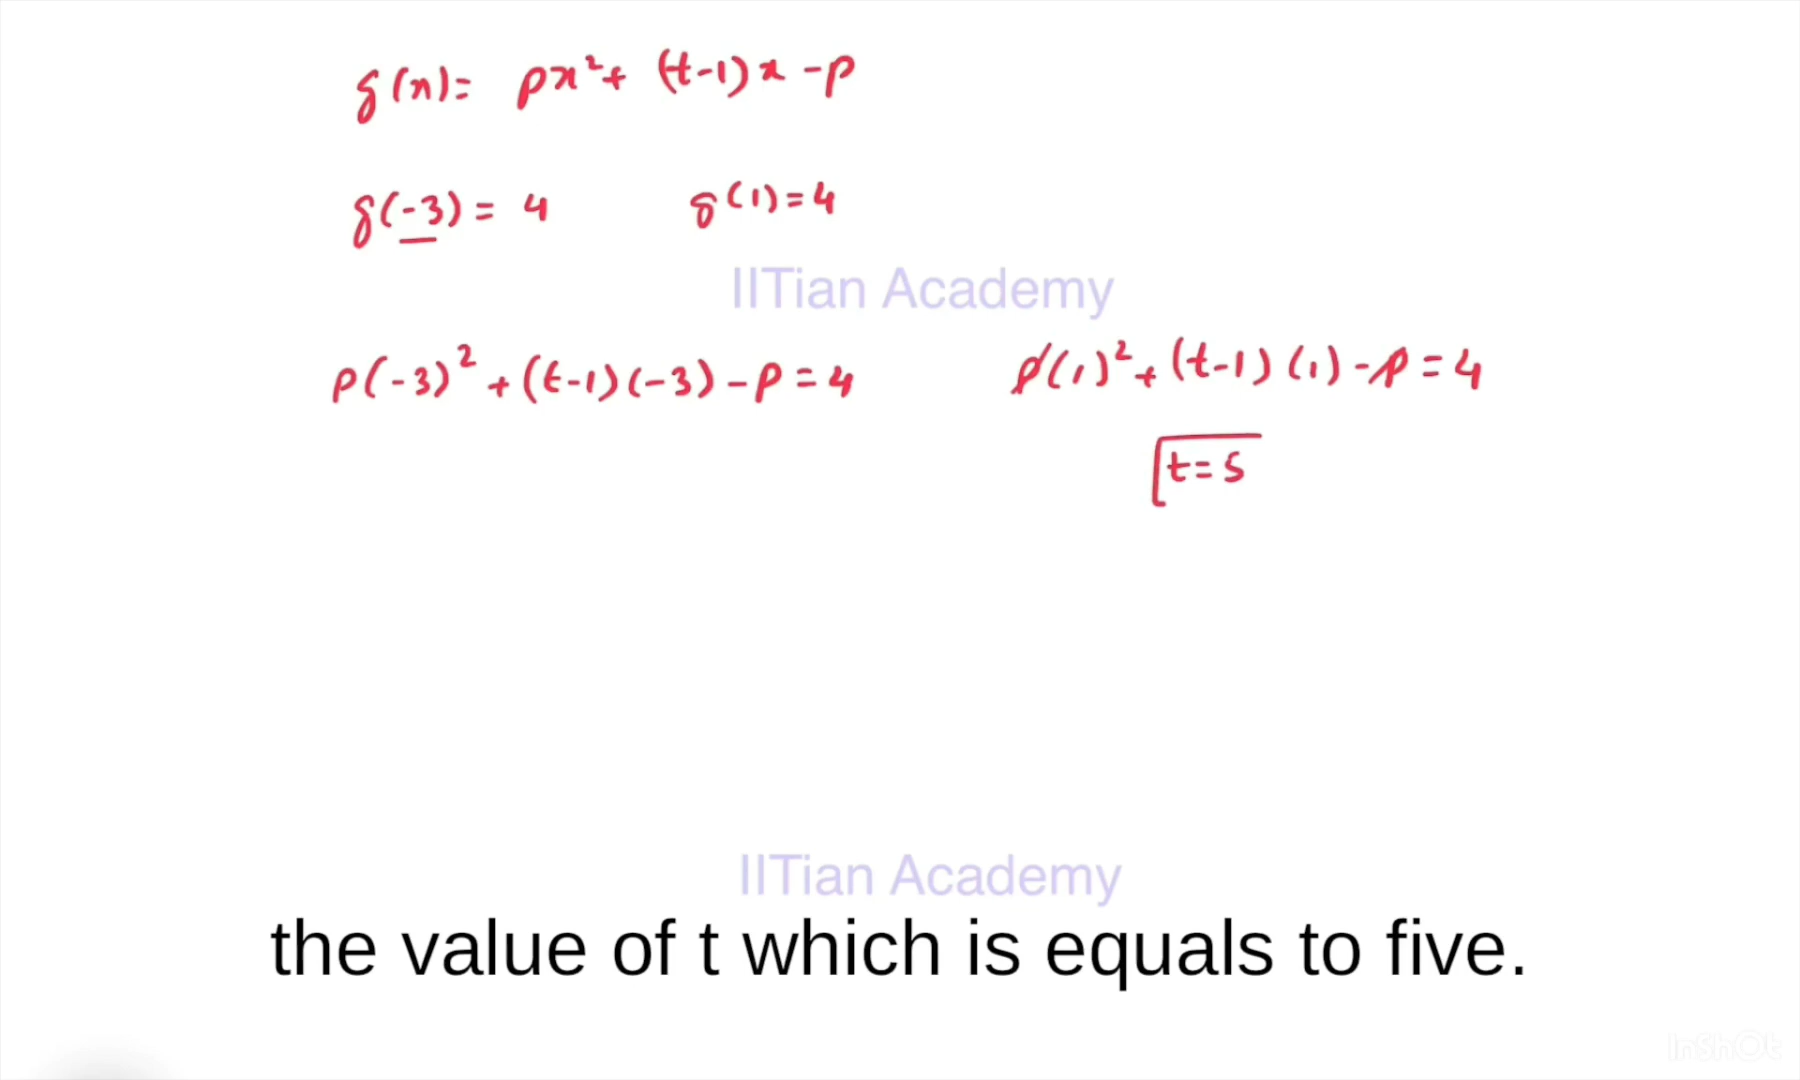 f(x) = px² + (t-1)x - p
f(-3) = 4 f(1) = 4
IITian Academy
p(-3)² + (t-1)(-3) - p = 4 p(1)² + (t-1)(1) - p = 4
t = 5
IITian Academy
the value of t which is equals to five.
InShOt